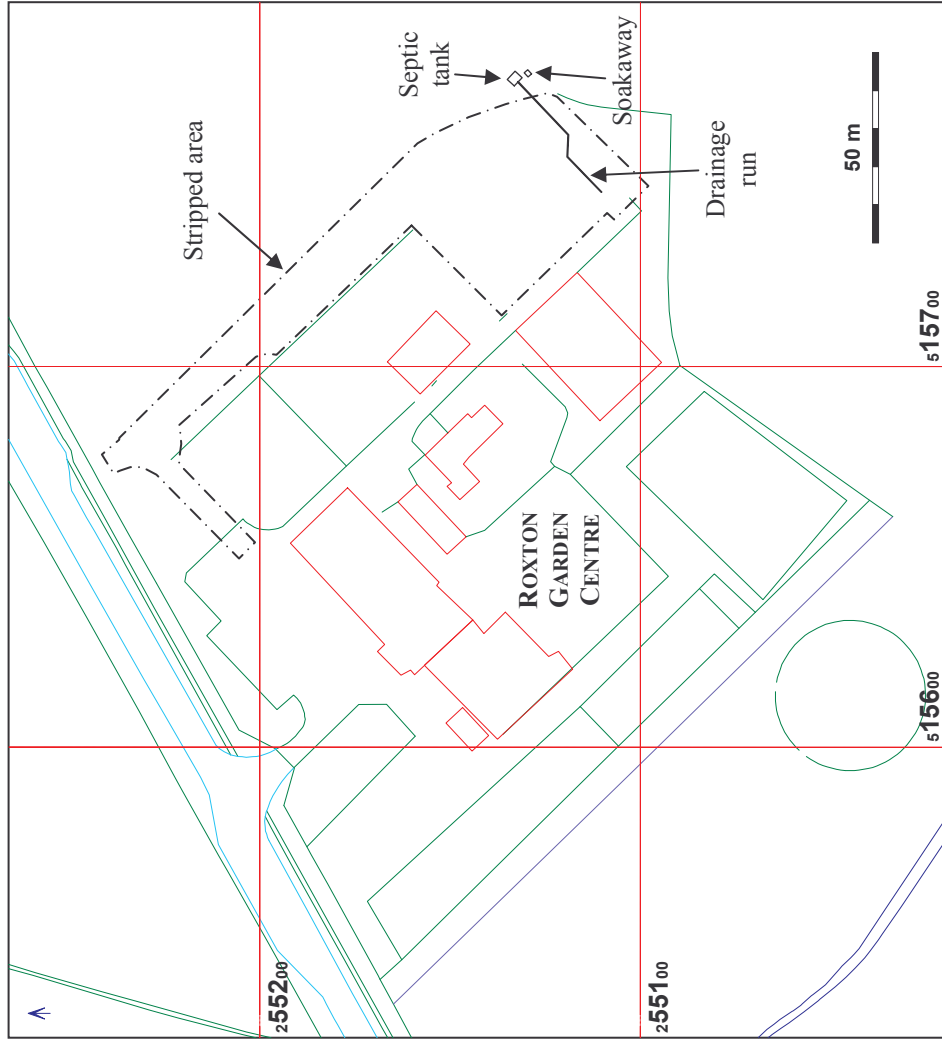 Stripped area
Septic
tank
Soakaway
Drainage
run
50 m
ROXTON
GARDEN
CENTRE
255200
255100
515600
515700